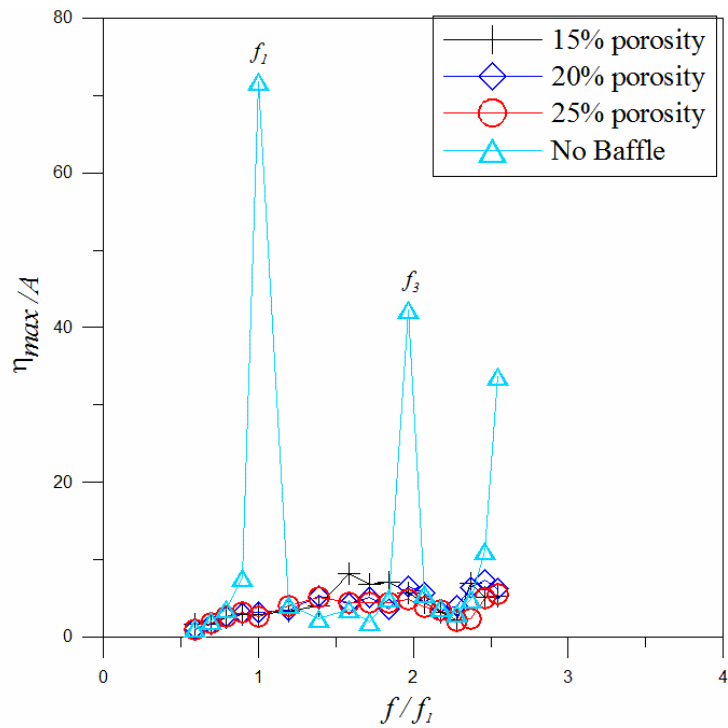 80
60
40
20
0
η_max /A
f₁
f₃
15% porosity
20% porosity
25% porosity
No Baffle
0 1 2 3 4
f / f₁